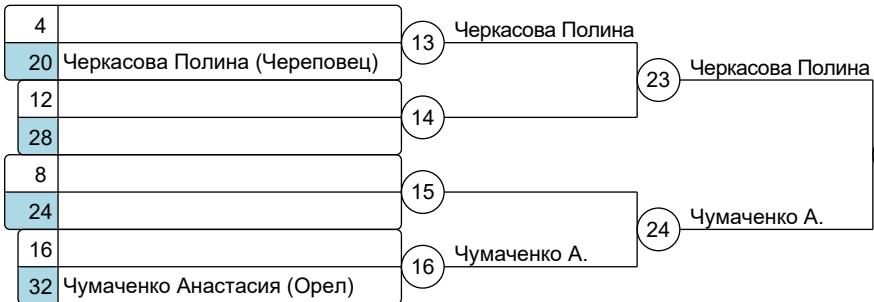 4
13 Черкасова Полина
20 Черкасова Полина (Череповец)
23 Черкасова Полина
12
14
28
8
15
24
24 Чумаченко А.
16
16 Чумаченко А.
32 Чумаченко Анастасия (Орел)